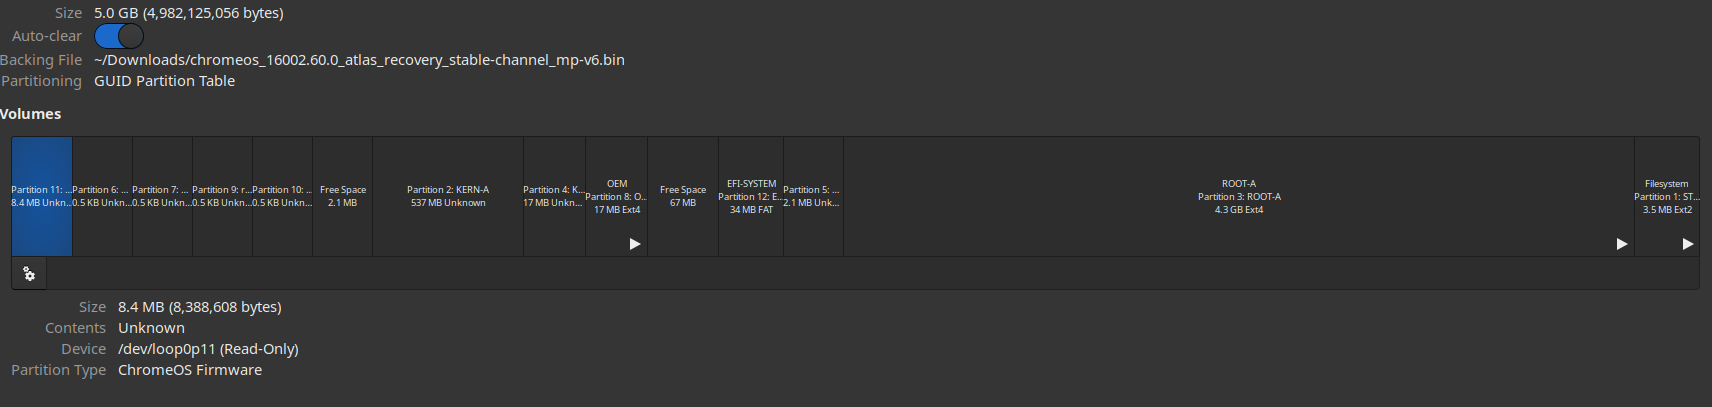 Size 5.0 GB (4,982,125,056 bytes)
Auto-clear
Backing File ~/Downloads/chromeos_16002.60.0_atlas_recovery_stable-channel_mp-v6.bin
Partitioning GUID Partition Table
Volumes
Partition 11: ...
8.4 MB Unkn...
Partition 6: ...
0.5 KB Unkn...
Partition 7: ...
0.5 KB Unkn...
Partition 9: r...
0.5 KB Unkn...
Partition 10: ...
0.5 KB Unkn...
Free Space
2.1 MB
Partition 2: KERN-A
537 MB Unknown
Partition 4: K...
17 MB Unkn...
OEM
Partition 8: O...
17 MB Ext4
Free Space
67 MB
EFI-SYSTEM
Partition 12: E...
34 MB FAT
Partition 5: ...
2.1 MB Unk...
ROOT-A
Partition 3: ROOT-A
4.3 GB Ext4
Filesystem
Partition 1: ST...
3.5 MB Ext2
Size 8.4 MB (8,388,608 bytes)
Contents Unknown
Device /dev/loop0p11 (Read-Only)
Partition Type ChromeOS Firmware